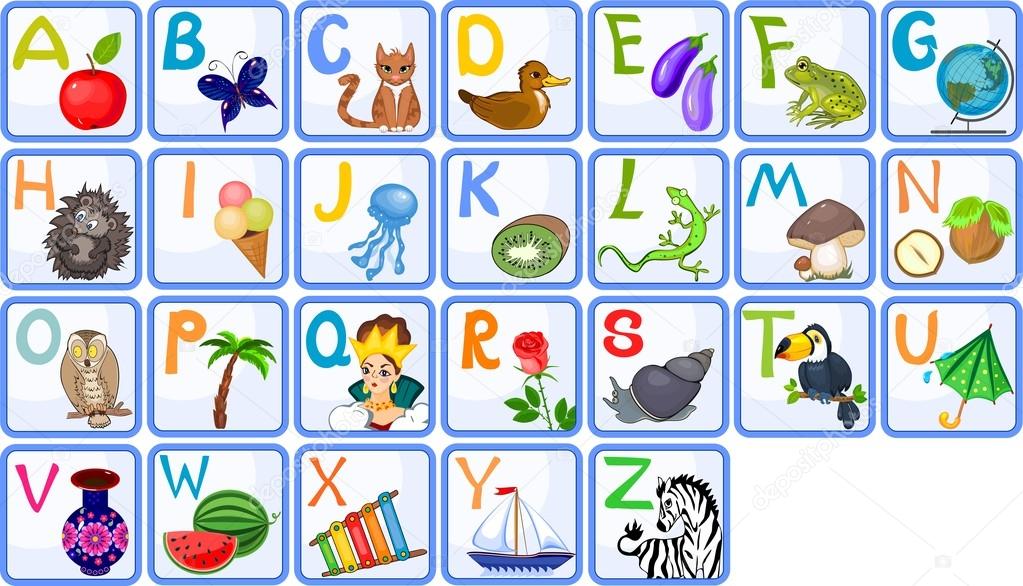 A B C D E F G
H I J K L M N
O P Q R S T U
V W X Y Z
depositphotos